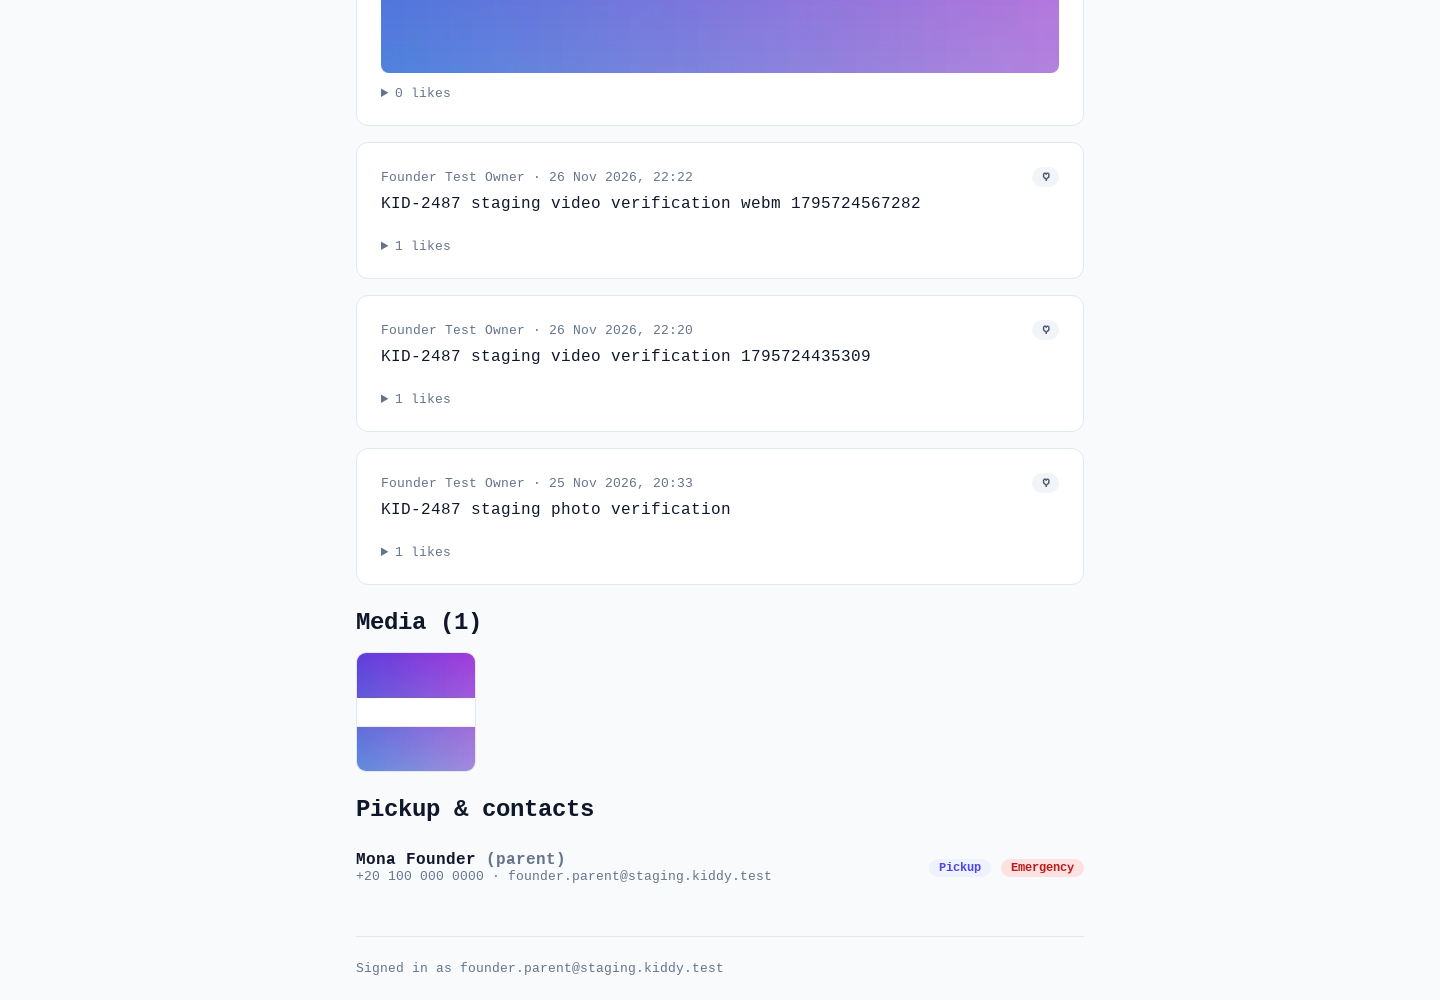 ▶ 0 likes
Founder Test Owner · 26 Nov 2026, 22:22
KID-2487 staging video verification webm 1795724567282
▶ 1 likes
Founder Test Owner · 26 Nov 2026, 22:20
KID-2487 staging video verification 1795724435309
▶ 1 likes
Founder Test Owner · 25 Nov 2026, 20:33
KID-2487 staging photo verification
▶ 1 likes
Media (1)
Pickup & contacts
Mona Founder (parent)
+20 100 000 0000 · founder.parent@staging.kiddy.test
Pickup Emergency
Signed in as founder.parent@staging.kiddy.test